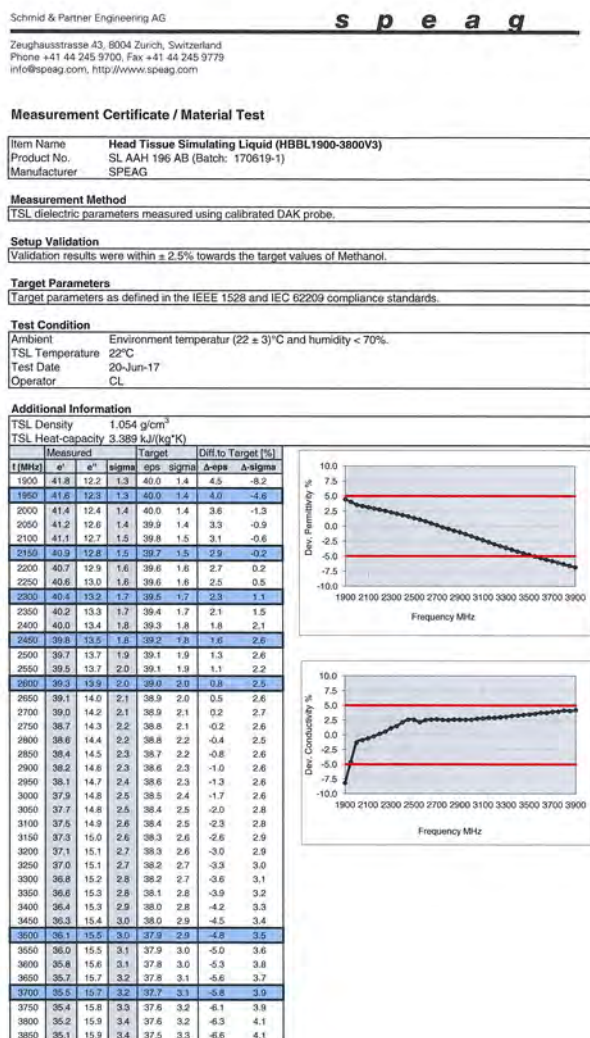 Schmid & Partner Engineering AG
s p e a g
Zeughausstrasse 43, 8004 Zurich, Switzerland
Phone +41 44 245 9700, Fax +41 44 245 9779
info@speag.com, http://www.speag.com
Measurement Certificate / Material Test
Item Name Head Tissue Simulating Liquid (HBBL1900-3800V3)
Product No. SL AAH 196 AB (Batch: 170619-1)
Manufacturer SPEAG
Measurement Method
TSL dielectric parameters measured using calibrated DAK probe.
Setup Validation
Validation results were within ± 2.5% towards the target values of Methanol.
Target Parameters
Target parameters as defined in the IEEE 1528 and IEC 62209 compliance standards.
Test Condition
Ambient Environment temperatur (22 ± 3)°C and humidity < 70%.
TSL Temperature 22°C
Test Date 20-Jun-17
Operator CL
Additional Information
TSL Density 1.054 g/cm³
TSL Heat-capacity 3.389 kJ/(kg*K)
Measured Target Diff.to Target [%]
f [MHz] e' e'' sigma eps sigma Δ-eps Δ-sigma
1900 41.8 12.2 1.3 40.0 1.4 4.5 -8.2
1950 41.6 12.3 1.3 40.0 1.4 4.0 -4.6
2000 41.4 12.4 1.4 40.0 1.4 3.6 -1.3
2050 41.2 12.6 1.4 39.9 1.4 3.3 -0.9
2100 41.1 12.7 1.5 39.8 1.5 3.1 -0.6
2150 40.9 12.8 1.5 39.7 1.5 2.9 -0.2
2200 40.7 12.9 1.6 39.6 1.6 2.7 0.2
2250 40.6 13.0 1.6 39.6 1.6 2.5 0.5
2300 40.4 13.2 1.7 39.5 1.7 2.3 1.1
2350 40.2 13.3 1.7 39.4 1.7 2.1 1.5
2400 40.0 13.4 1.8 39.3 1.8 1.8 2.1
2450 39.8 13.5 1.8 39.2 1.8 1.6 2.6
2500 39.7 13.7 1.9 39.1 1.9 1.3 2.6
2550 39.5 13.7 2.0 39.1 1.9 1.1 2.2
2600 39.3 13.9 2.0 39.0 2.0 0.8 2.5
2650 39.1 14.0 2.1 38.9 2.0 0.5 2.6
2700 39.0 14.2 2.1 38.9 2.1 0.2 2.7
2750 38.7 14.3 2.2 38.8 2.1 -0.2 2.6
2800 38.6 14.4 2.2 38.8 2.2 -0.4 2.5
2850 38.4 14.5 2.3 38.7 2.2 -0.8 2.6
2900 38.2 14.6 2.3 38.6 2.3 -1.0 2.6
2950 38.1 14.7 2.4 38.6 2.3 -1.3 2.6
3000 37.9 14.8 2.5 38.5 2.4 -1.7 2.6
3050 37.7 14.8 2.5 38.4 2.5 -2.0 2.8
3100 37.5 14.9 2.6 38.4 2.5 -2.3 2.8
3150 37.3 15.0 2.6 38.3 2.6 -2.6 2.9
3200 37.1 15.1 2.7 38.3 2.6 -3.0 2.9
3250 37.0 15.1 2.7 38.2 2.7 -3.3 3.0
3300 36.8 15.2 2.8 38.2 2.7 -3.6 3.1
3350 36.6 15.3 2.8 38.1 2.8 -3.9 3.2
3400 36.4 15.3 2.9 38.0 2.8 -4.2 3.3
3450 36.3 15.4 3.0 38.0 2.9 -4.5 3.4
3500 36.1 15.5 3.0 37.9 2.9 -4.8 3.5
3550 36.0 15.5 3.1 37.9 3.0 -5.0 3.6
3600 35.8 15.6 3.1 37.8 3.0 -5.3 3.8
3650 35.7 15.7 3.2 37.8 3.1 -5.6 3.7
3700 35.5 15.7 3.2 37.7 3.1 -5.8 3.9
3750 35.4 15.8 3.3 37.6 3.2 -6.1 3.9
3800 35.2 15.9 3.4 37.6 3.2 -6.3 4.1
3850 35.1 15.9 3.4 37.5 3.3 -6.6 4.1
Dev. Permittivity %
10.0
7.5
5.0
2.5
0.0
-2.5
-5.0
-7.5
-10.0
1900 2100 2300 2500 2700 2900 3100 3300 3500 3700 3900
Frequency MHz
Dev. Conductivity %
10.0
7.5
5.0
2.5
0.0
-2.5
-5.0
-7.5
-10.0
1900 2100 2300 2500 2700 2900 3100 3300 3500 3700 3900
Frequency MHz